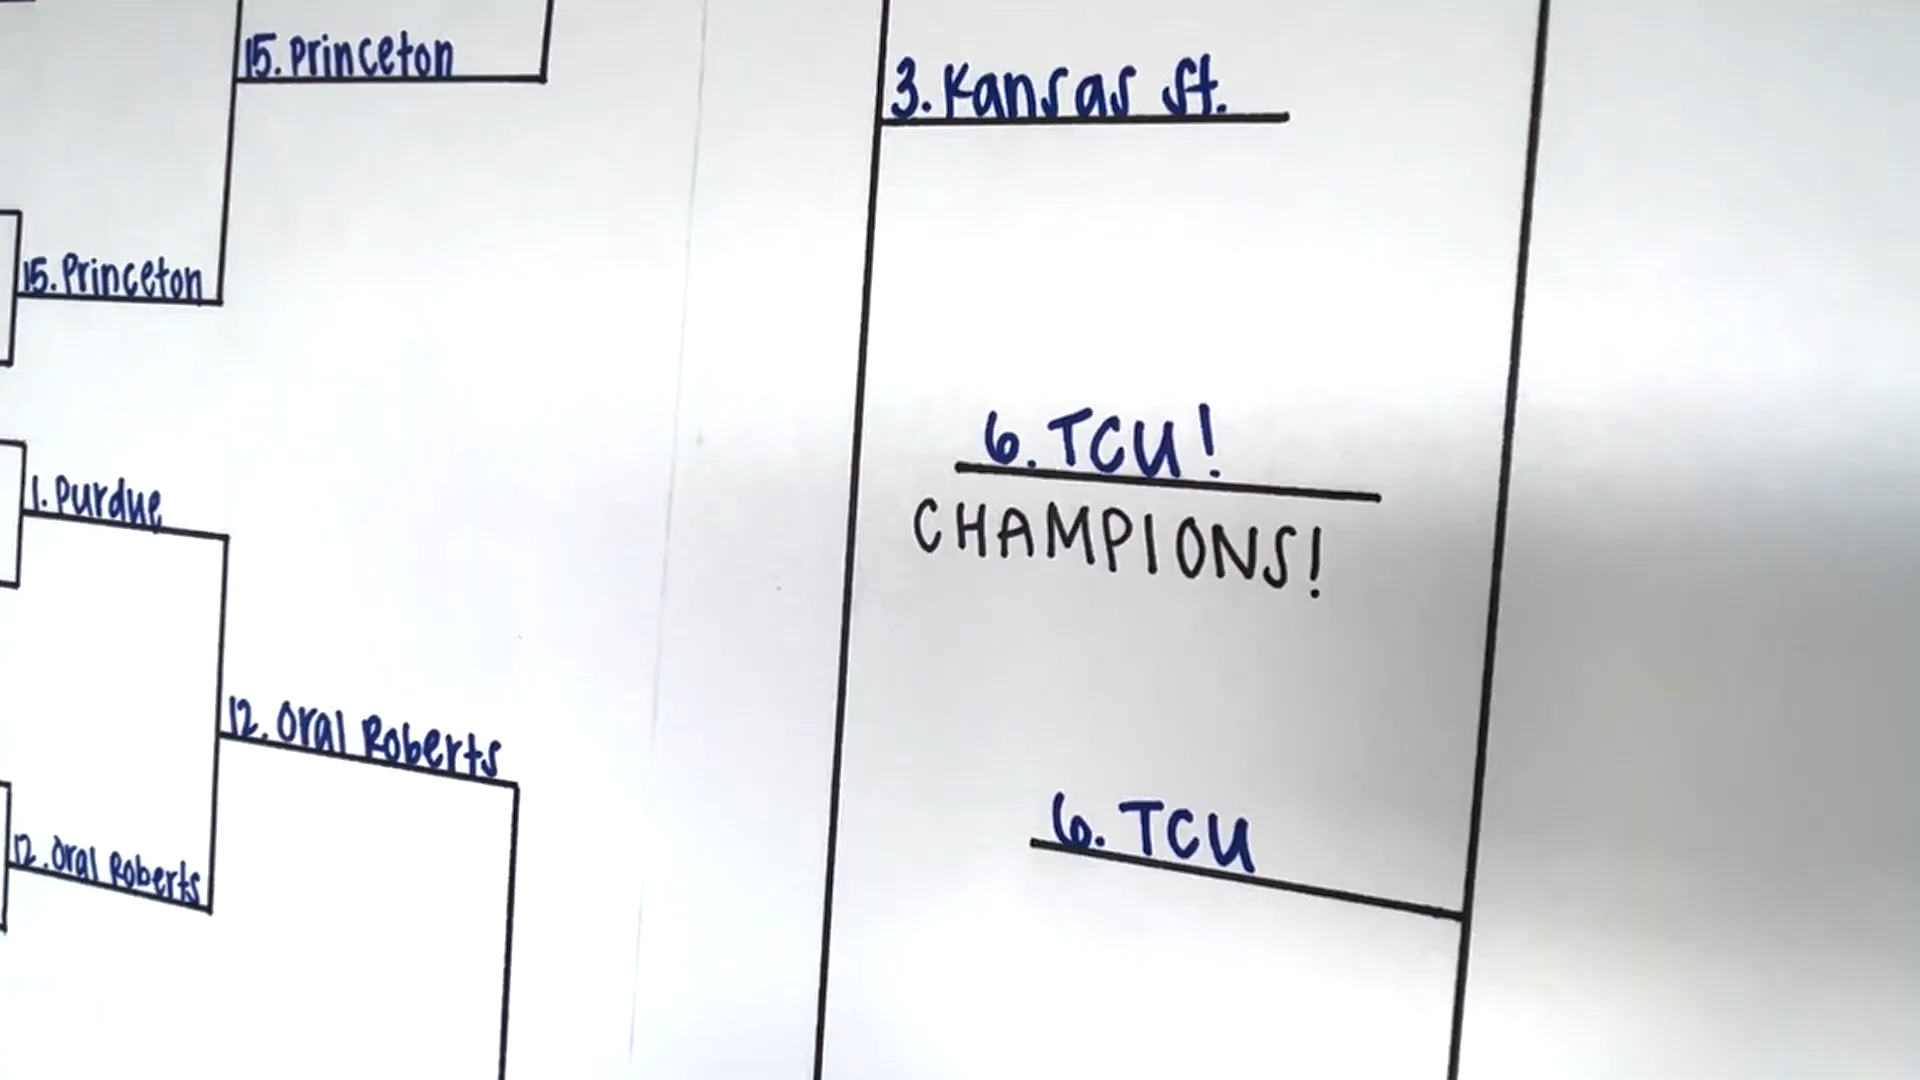 15. Princeton
15. Princeton
1. Purdue
12. Oral Roberts
12. Oral Roberts
3. Kansas St.
6. TCU!
CHAMPIONS!
6. TCU